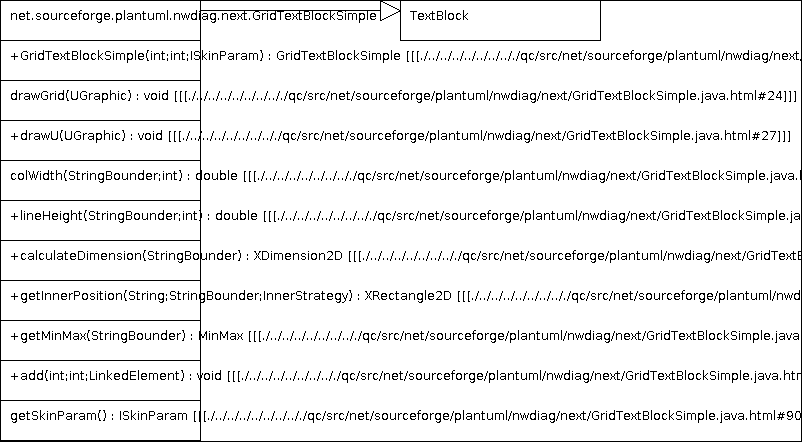 net.sourceforge.plantuml.nwdiag.next.GridTextBlockSimple
TextBlock
+GridTextBlockSimple(int;int;ISkinParam) : GridTextBlockSimple [[[./../../../../../../../../qc/src/net/sourceforge/plantuml/nwdiag/next/
drawGrid(UGraphic) : void [[[./../../../../../../../../qc/src/net/sourceforge/plantuml/nwdiag/next/GridTextBlockSimple.java.html#24]]]
+drawU(UGraphic) : void [[[./../../../../../../../../qc/src/net/sourceforge/plantuml/nwdiag/next/GridTextBlockSimple.java.html#27]]]
colWidth(StringBounder;int) : double [[[./../../../../../../../../qc/src/net/sourceforge/plantuml/nwdiag/next/GridTextBlockSimple.java.
+lineHeight(StringBounder;int) : double [[[./../../../../../../../../qc/src/net/sourceforge/plantuml/nwdiag/next/GridTextBlockSimple.ja
+calculateDimension(StringBounder) : XDimension2D [[[./../../../../../../../../qc/src/net/sourceforge/plantuml/nwdiag/next/GridTextB
+getInnerPosition(String;StringBounder;InnerStrategy) : XRectangle2D [[[./../../../../../../../../qc/src/net/sourceforge/plantuml/nwd
+getMinMax(StringBounder) : MinMax [[[./../../../../../../../../qc/src/net/sourceforge/plantuml/nwdiag/next/GridTextBlockSimple.java
+add(int;int;LinkedElement) : void [[[./../../../../../../../../qc/src/net/sourceforge/plantuml/nwdiag/next/GridTextBlockSimple.java.htm
getSkinParam() : ISkinParam [[[./../../../../../../../../qc/src/net/sourceforge/plantuml/nwdiag/next/GridTextBlockSimple.java.html#90